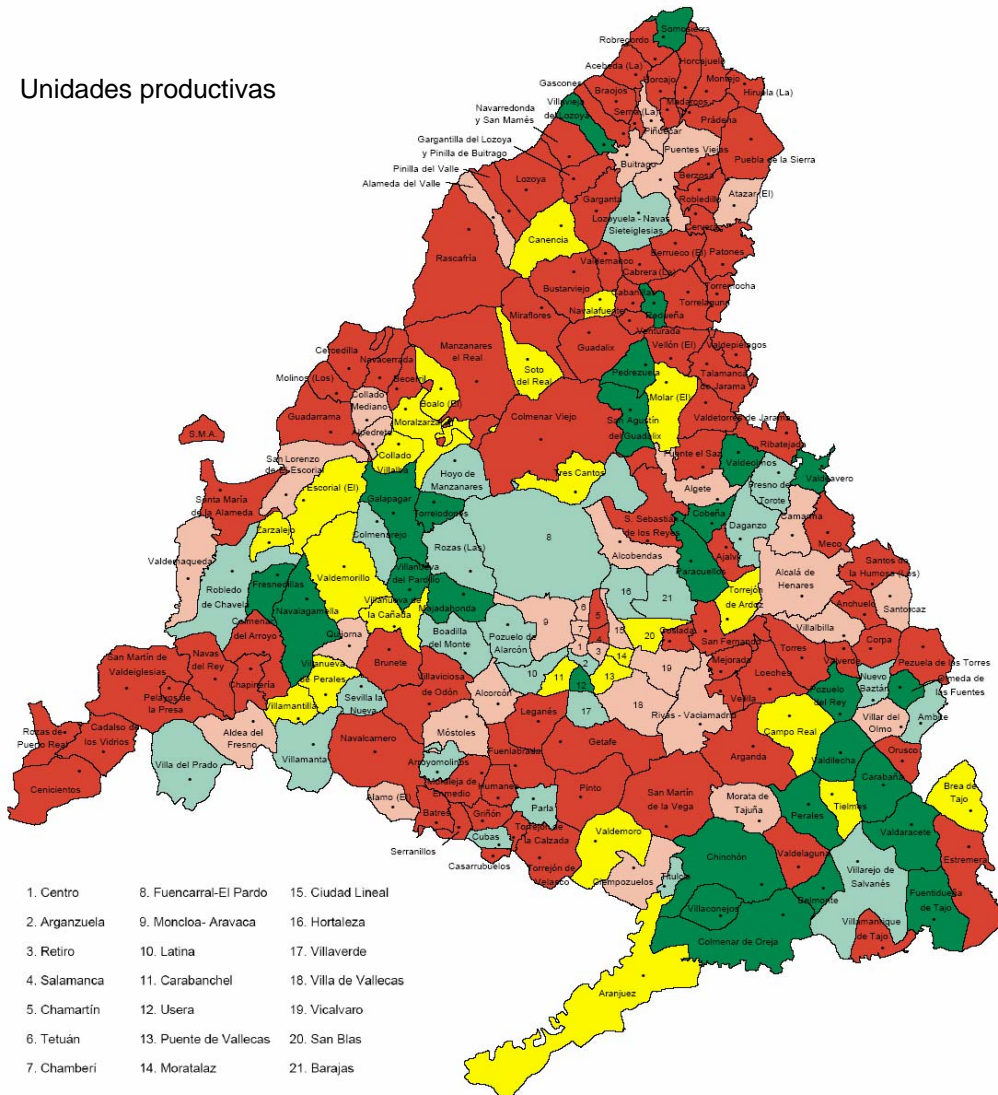 Unidades productivas
Somosierra
Robregordo
Acebeda (La)
Horcajuelo
Horcajo
Montejo
Hiruela (La)
Gascones
Braojos
Madarcos
Villavieja
del Lozoya
Serna (La)
Prádena
Piñuécar
Navarredonda
y San Mamés
Puentes Viejas
Gargantilla del Lozoya
y Pinilla de Buitrago
Buitrago
Puebla de la Sierra
Pinilla del Valle
Lozoya
Berzosa
Alameda del Valle
Garganta
Robledillo
Atazar (El)
Lozoyuela - Navas
Sieteiglesias
Cervera
Canencia
Rascafría
Valdemanco
Berrueco (El)
Patones
Cabrera (La)
Bustarviejo
Cabanillas
Torremocha
Torrelaguna
Navalafuente
Redueña
Miraflores
Venturada
Guadalix
Vellón (El)
Valdepiélagos
Cercedilla
Navacerrada
Manzanares
el Real
Pedrezuela
Talamanca
de Jarama
Molinos (Los)
Becerril
Soto
del Real
Collado
Mediano
Boalo (El)
Molar (El)
Guadarrama
Moralzarzal
Colmenar Viejo
San Agustín
del Guadalix
Valdetorres de Jarama
Alpedrete
S.M.A.
Ribatejada
Collado
Villalba
San Lorenzo
de El Escorial
Fuente el Saz
Valdeolmos
Hoyo de
Manzanares
Tres Cantos
Valdeavero
Fresno de
Torote
Santa María
de la Alameda
Escorial (El)
Galapagar
Algete
Torrelodones
Cobeña
Camarma
Zarzalejo
Colmenarejo
S. Sebastián
de los Reyes
Daganzo
Meco
Rozas (Las)
8
Alcobendas
Ajalvir
Valdemaqueda
Valdemorillo
Villanueva
del Pardillo
Paracuellos
Alcalá de
Henares
Santos de
la Humosa (Los)
Robledo
de Chavela
Fresnedillas
Villanueva de
la Cañada
16
21
Torrejón
de Ardoz
Anchuelo
Santorcaz
Navalagamella
Majadahonda
6
5
Villalbilla
Colmenar
del Arroyo
Quijorna
Boadilla
del Monte
Pozuelo de
Alarcón
9
7
4
15
20
Coslada
San Fernando
Corpa
Torres
San Martín de
Valdeiglesias
Navas
del Rey
Brunete
1
3
14
Valverde
Pezuela de las Torres
Villanueva
de Perales
Villaviciosa
de Odón
10
11
2
13
19
Mejorada
Loeches
Nuevo
Baztán
Olmeda de
las Fuentes
Pelayos de
la Presa
Chapinería
Alcorcón
12
18
Velilla
Pozuelo
del Rey
Sevilla la
Nueva
17
Rivas - Vaciamadrid
Villamantilla
Leganés
Villar del
Olmo
Ambite
Rozas de
Puerto Real
Cadalso de
los Vidrios
Aldea del
Fresno
Móstoles
Campo Real
Navalcarnero
Getafe
Orusco
Fuenlabrada
Arganda
Valdilecha
Villa del Prado
Villamanta
Arroyomolinos
Carabaña
Cenicientos
Moraleja de
Enmedio
Humanes
Pinto
San Martín
de la Vega
Morata de
Tajuña
Brea de
Tajo
Tielmes
Alamo (El)
Parla
Perales
Batres
Griñón
Valdaracete
Cubas
Torrejón de
la Calzada
Valdemoro
Serranillos
Chinchón
Valdelaguna
Estremera
Casarrubuelos
Torrejón de
Velasco
Ciempozuelos
Titulcia
Villarejo de
Salvanés
Fuentidueña
de Tajo
Villaconejos
Belmonte
Villamanrique
de Tajo
Colmenar de Oreja
Aranjuez
1. Centro
8. Fuencarral-El Pardo
15. Ciudad Lineal
2. Arganzuela
9. Moncloa- Aravaca
16. Hortaleza
3. Retiro
10. Latina
17. Villaverde
4. Salamanca
11. Carabanchel
18. Villa de Vallecas
5. Chamartín
12. Usera
19. Vicalvaro
6. Tetuán
13. Puente de Vallecas
20. San Blas
7. Chamberí
14. Moratalaz
21. Barajas